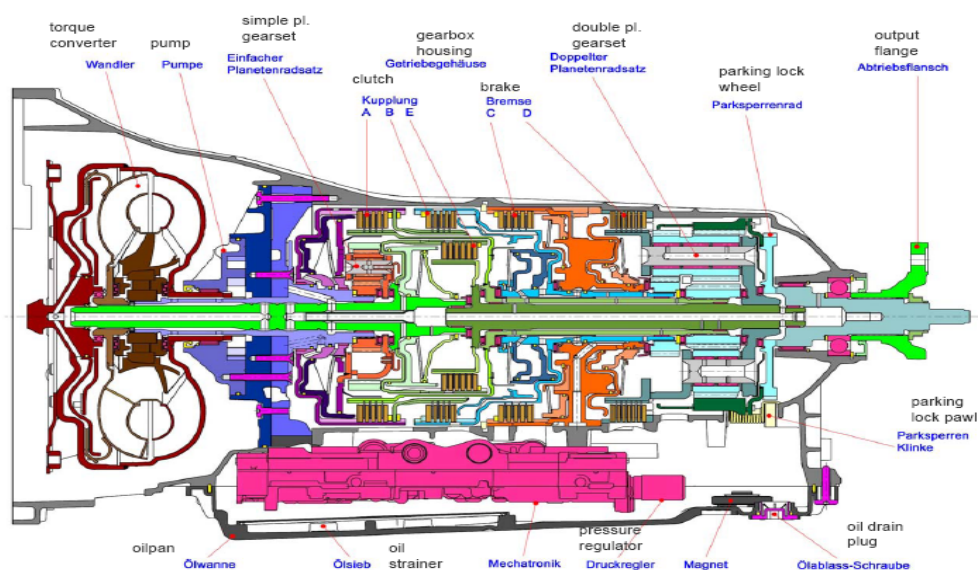 torque
converter
Wandler
pump
Pumpe
simple pl.
gearset
Einfacher
Planetenradsatz
gearbox
housing
Getriebegehäuse
clutch
Kupplung
A B E
brake
Bremse
C D
double pl.
gearset
Doppelter
Planetenradsatz
parking lock
wheel
Parksperrenrad
output
flange
Abtriebsflansch
parking
lock pawl
Parksperren
Klinke
oilpan
Ölwanne
Ölsieb
oil
strainer
Mechatronik
pressure
regulator
Druckregler
Magnet
oil drain
plug
Ölablass-Schraube